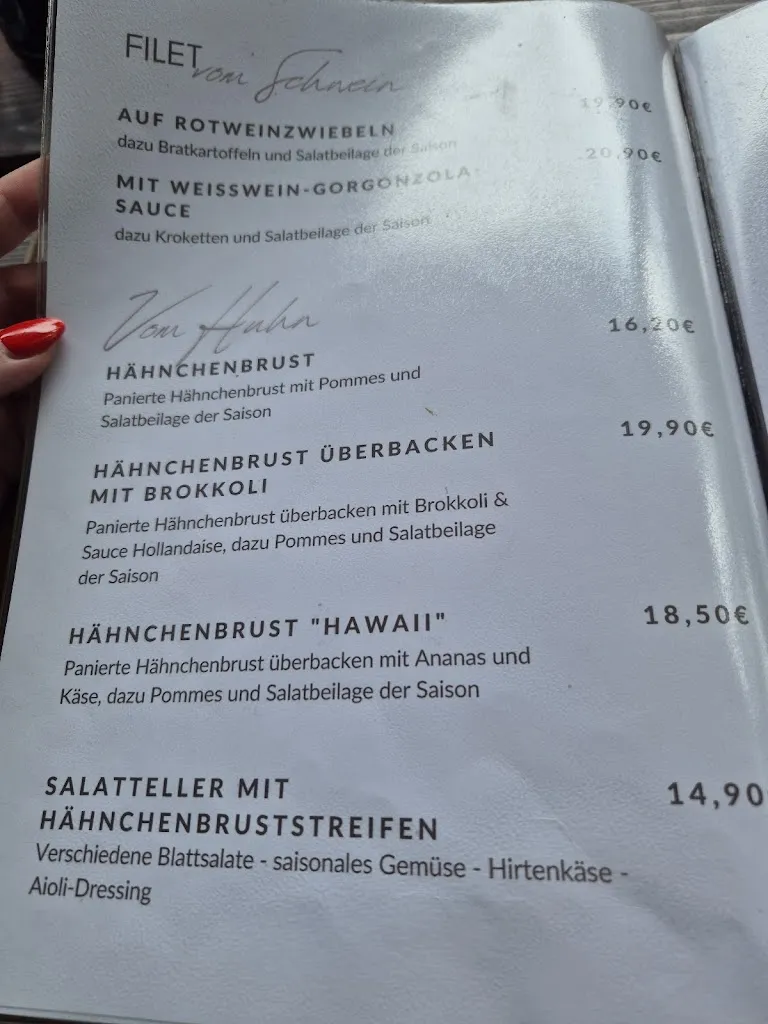 FILET
vom Schwein
AUF ROTWEINZWIEBELN 19,90€
dazu Bratkartoffeln und Salatbeilage der Saison
MIT WEISSWEIN-GORGONZOLA- 20,90€
SAUCE
dazu Kroketten und Salatbeilage der Saison
Vom Huhn
HÄHNCHENBRUST 16,20€
Panierte Hähnchenbrust mit Pommes und
Salatbeilage der Saison
HÄHNCHENBRUST ÜBERBACKEN 19,90€
MIT BROKKOLI
Panierte Hähnchenbrust überbacken mit Brokkoli &
Sauce Hollandaise, dazu Pommes und Salatbeilage
der Saison
HÄHNCHENBRUST "HAWAII" 18,50€
Panierte Hähnchenbrust überbacken mit Ananas und
Käse, dazu Pommes und Salatbeilage der Saison
SALATTELLER MIT 14,90
HÄHNCHENBRUSTSTREIFEN
Verschiedene Blattsalate - saisonales Gemüse - Hirtenkäse -
Aioli-Dressing